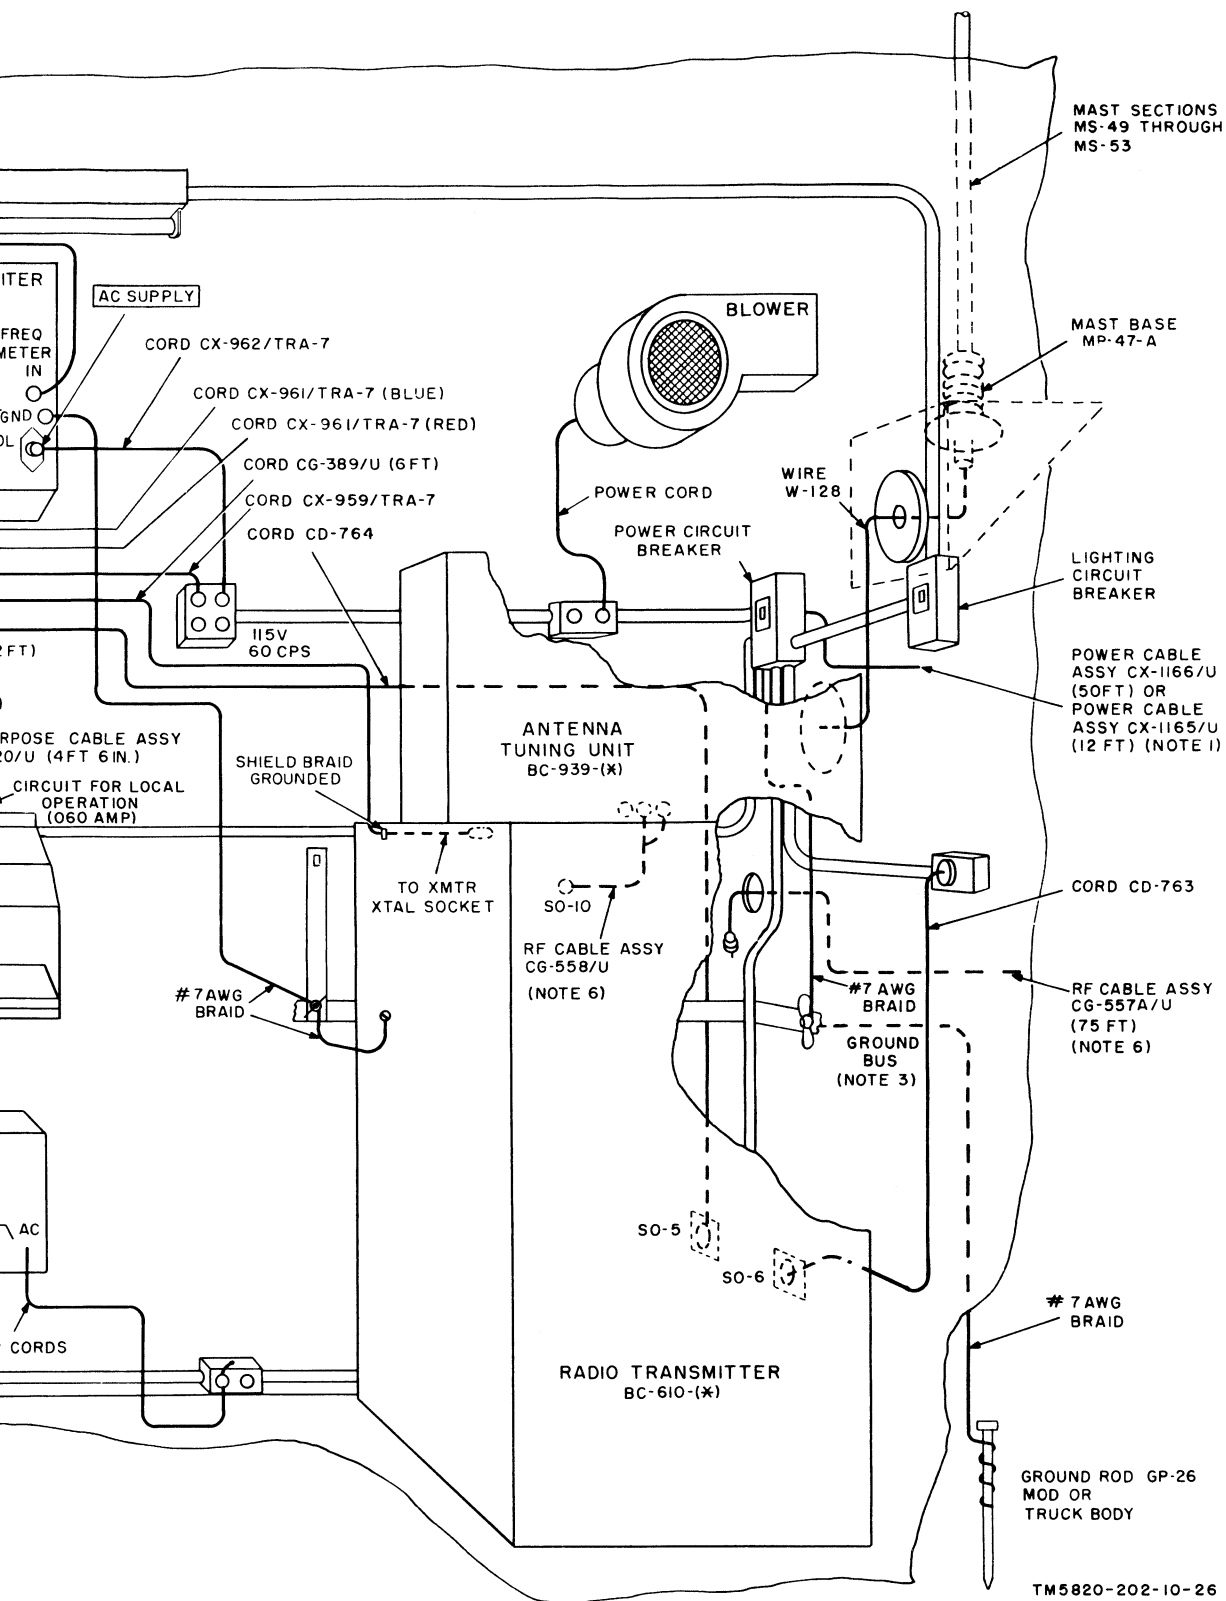 MAST SECTIONS
MS-49 THROUGH
MS-53
ITER
AC SUPPLY
BLOWER
FREQ
METER
IN
CORD CX-962/TRA-7
MAST BASE
MP-47-A
GND
OL
CORD CX-961/TRA-7 (BLUE)
CORD CX-961/TRA-7 (RED)
CORD CG-389/U (6FT)
CORD CX-959/TRA-7
CORD CD-764
POWER CORD
WIRE
W-128
POWER CIRCUIT
BREAKER
LIGHTING
CIRCUIT
BREAKER
115V
60 CPS
2FT)
)
POWER CABLE
ASSY CX-1166/U
(50FT) OR
POWER CABLE
ASSY CX-1165/U
(12 FT) (NOTE 1)
RPOSE CABLE ASSY
20/U (4FT 6IN.)
ANTENNA
TUNING UNIT
BC-939-(*)
SHIELD BRAID
GROUNDED
CIRCUIT FOR LOCAL
OPERATION
(060 AMP)
TO XMTR
XTAL SOCKET
SO-10
CORD CD-763
RF CABLE ASSY
CG-558/U
(NOTE 6)
# 7 AWG
BRAID
#7 AWG
BRAID
RF CABLE ASSY
CG-557A/U
(75 FT)
(NOTE 6)
GROUND
BUS
(NOTE 3)
AC
SO-5
SO-6
# 7 AWG
BRAID
CORDS
RADIO TRANSMITTER
BC-610-(*)
GROUND ROD GP-26
MOD OR
TRUCK BODY
TM5820-202-10-26